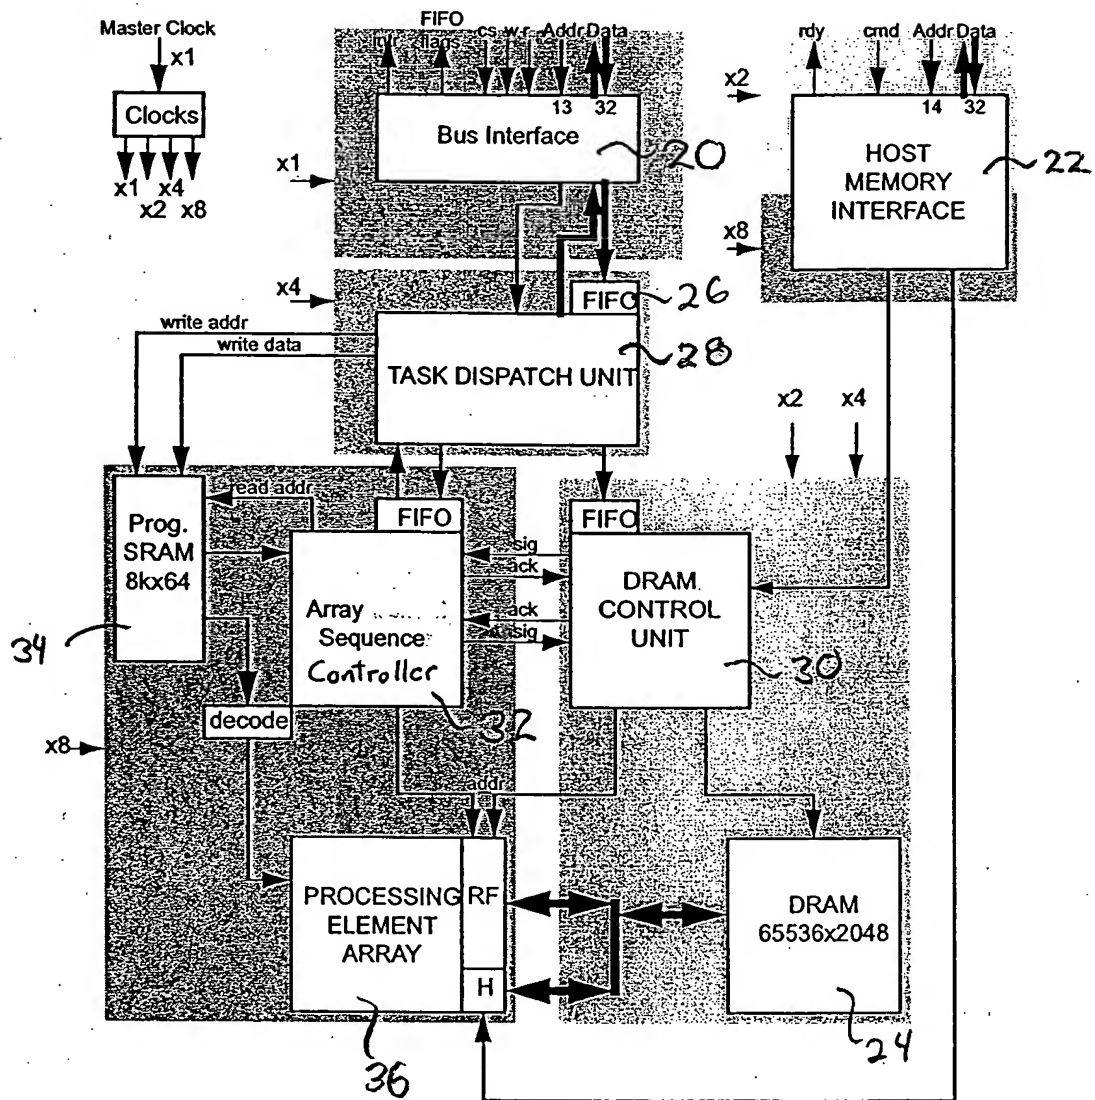 Master Clock
x1
Clocks
x1
x4
x2
x8
FIFO
flags
cs
w
r
Addr
Data
13
32
Bus Interface
20
x1
rdy
cmd
Addr
Data
x2
14
32
HOST
MEMORY
INTERFACE
22
x8
x4
FIFO
26
write addr
write data
TASK DISPATCH UNIT
28
x2
x4
read addr
Prog.
SRAM
8kx64
34
FIFO
Array
Sequence
Controller
32
sig
ack
ack
sig
FIFO
DRAM
CONTROL
UNIT
30
decode
x8
addr
PROCESSING
ELEMENT
ARRAY
RF
H
36
DRAM
65536x2048
24